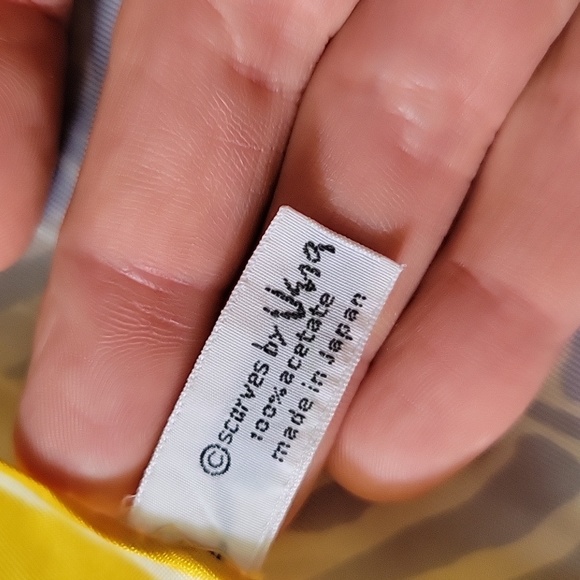 ©scarves by Vera
100% acetate
made in Japan